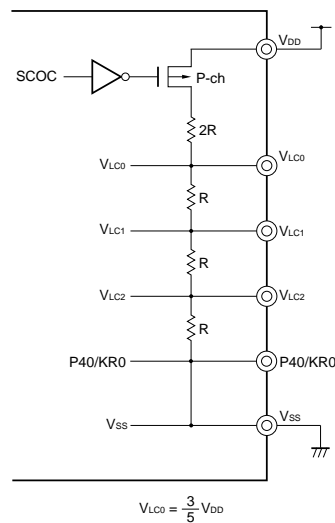 VDD
SCOC
P-ch
2R
VLC0
VLC0
R
VLC1
VLC1
R
VLC2
VLC2
R
P40/KR0
P40/KR0
VSS
VSS
VLC0 = 3/5 VDD